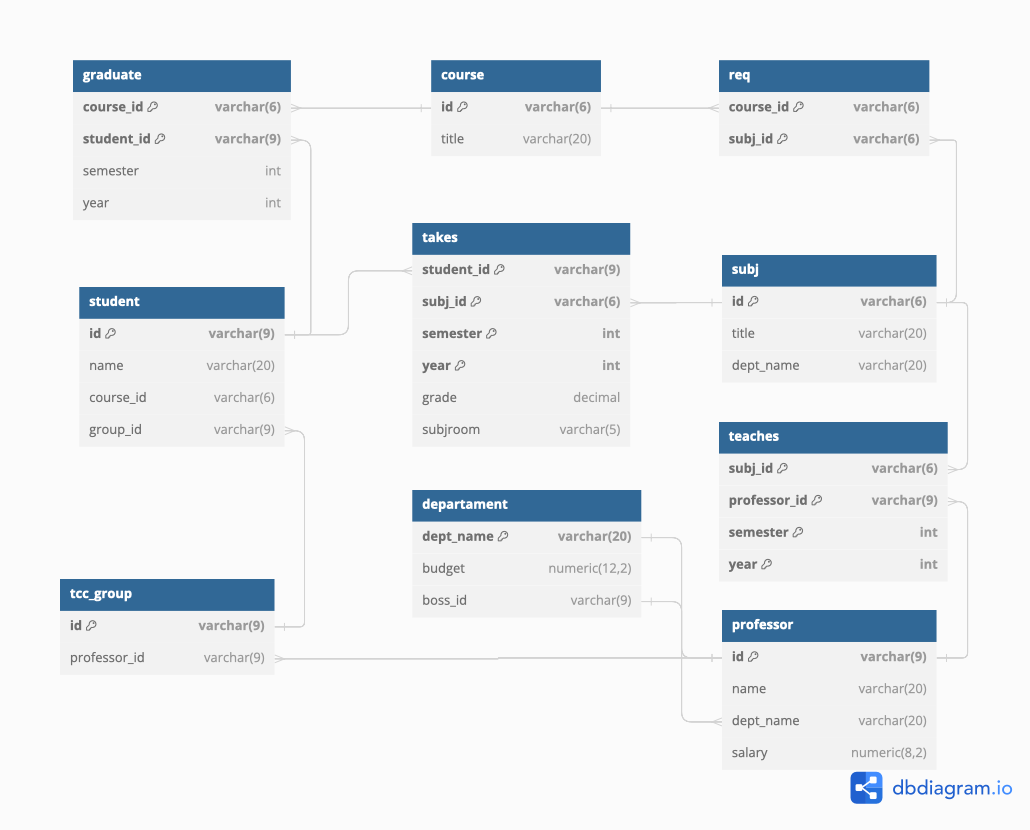 graduate
course_id varchar(6)
student_id varchar(9)
semester int
year int
course
id varchar(6)
title varchar(20)
req
course_id varchar(6)
subj_id varchar(6)
takes
student_id varchar(9)
subj_id varchar(6)
semester int
year int
grade decimal
subjroom varchar(5)
subj
id varchar(6)
title varchar(20)
dept_name varchar(20)
student
id varchar(9)
name varchar(20)
course_id varchar(6)
group_id varchar(9)
teaches
subj_id varchar(6)
professor_id varchar(9)
semester int
year int
departament
dept_name varchar(20)
budget numeric(12,2)
boss_id varchar(9)
tcc_group
id varchar(9)
professor_id varchar(9)
professor
id varchar(9)
name varchar(20)
dept_name varchar(20)
salary numeric(8,2)
dbdiagram.io